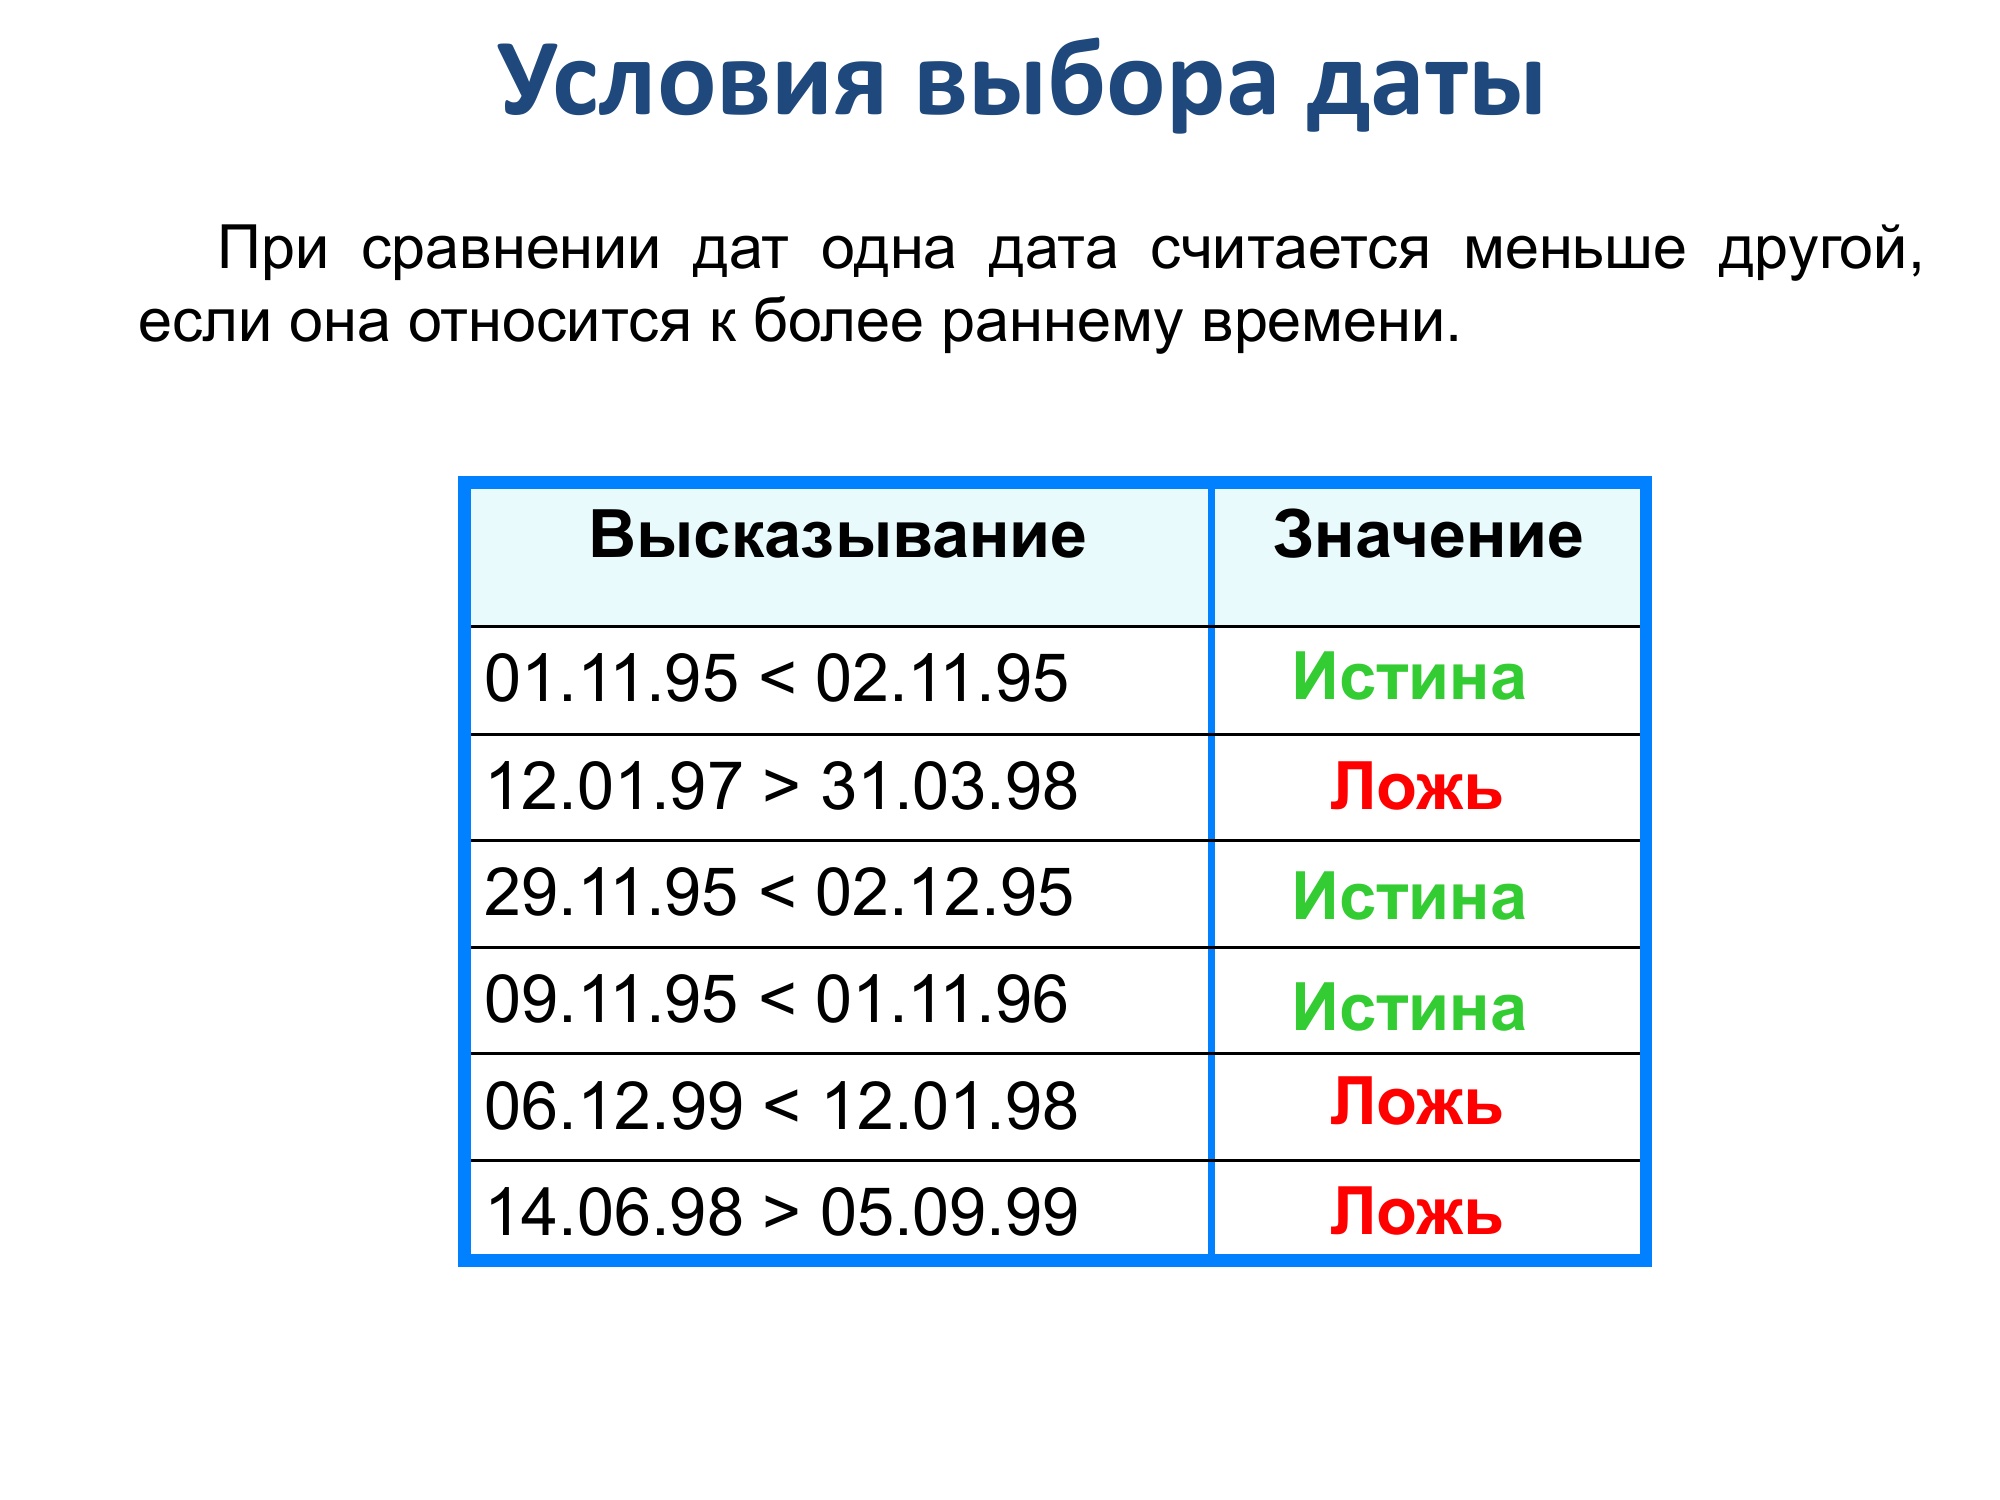 Условия выбора даты
При сравнении дат одна дата считается меньше другой,
если она относится к более раннему времени.
Высказывание Значение
01.11.95 < 02.11.95 Истина
12.01.97 > 31.03.98 Ложь
29.11.95 < 02.12.95 Истина
09.11.95 < 01.11.96 Истина
06.12.99 < 12.01.98 Ложь
14.06.98 > 05.09.99 Ложь